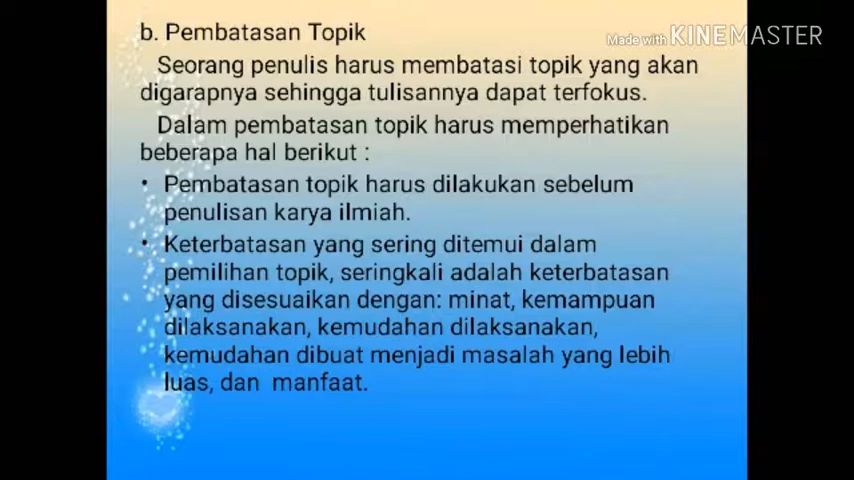 b. Pembatasan Topik
Made with KINEMASTER
Seorang penulis harus membatasi topik yang akan
digarapnya sehingga tulisannya dapat terfokus.
Dalam pembatasan topik harus memperhatikan
beberapa hal berikut :
• Pembatasan topik harus dilakukan sebelum
penulisan karya ilmiah.
• Keterbatasan yang sering ditemui dalam
pemilihan topik, seringkali adalah keterbatasan
yang disesuaikan dengan: minat, kemampuan
dilaksanakan, kemudahan dilaksanakan,
kemudahan dibuat menjadi masalah yang lebih
luas, dan manfaat.